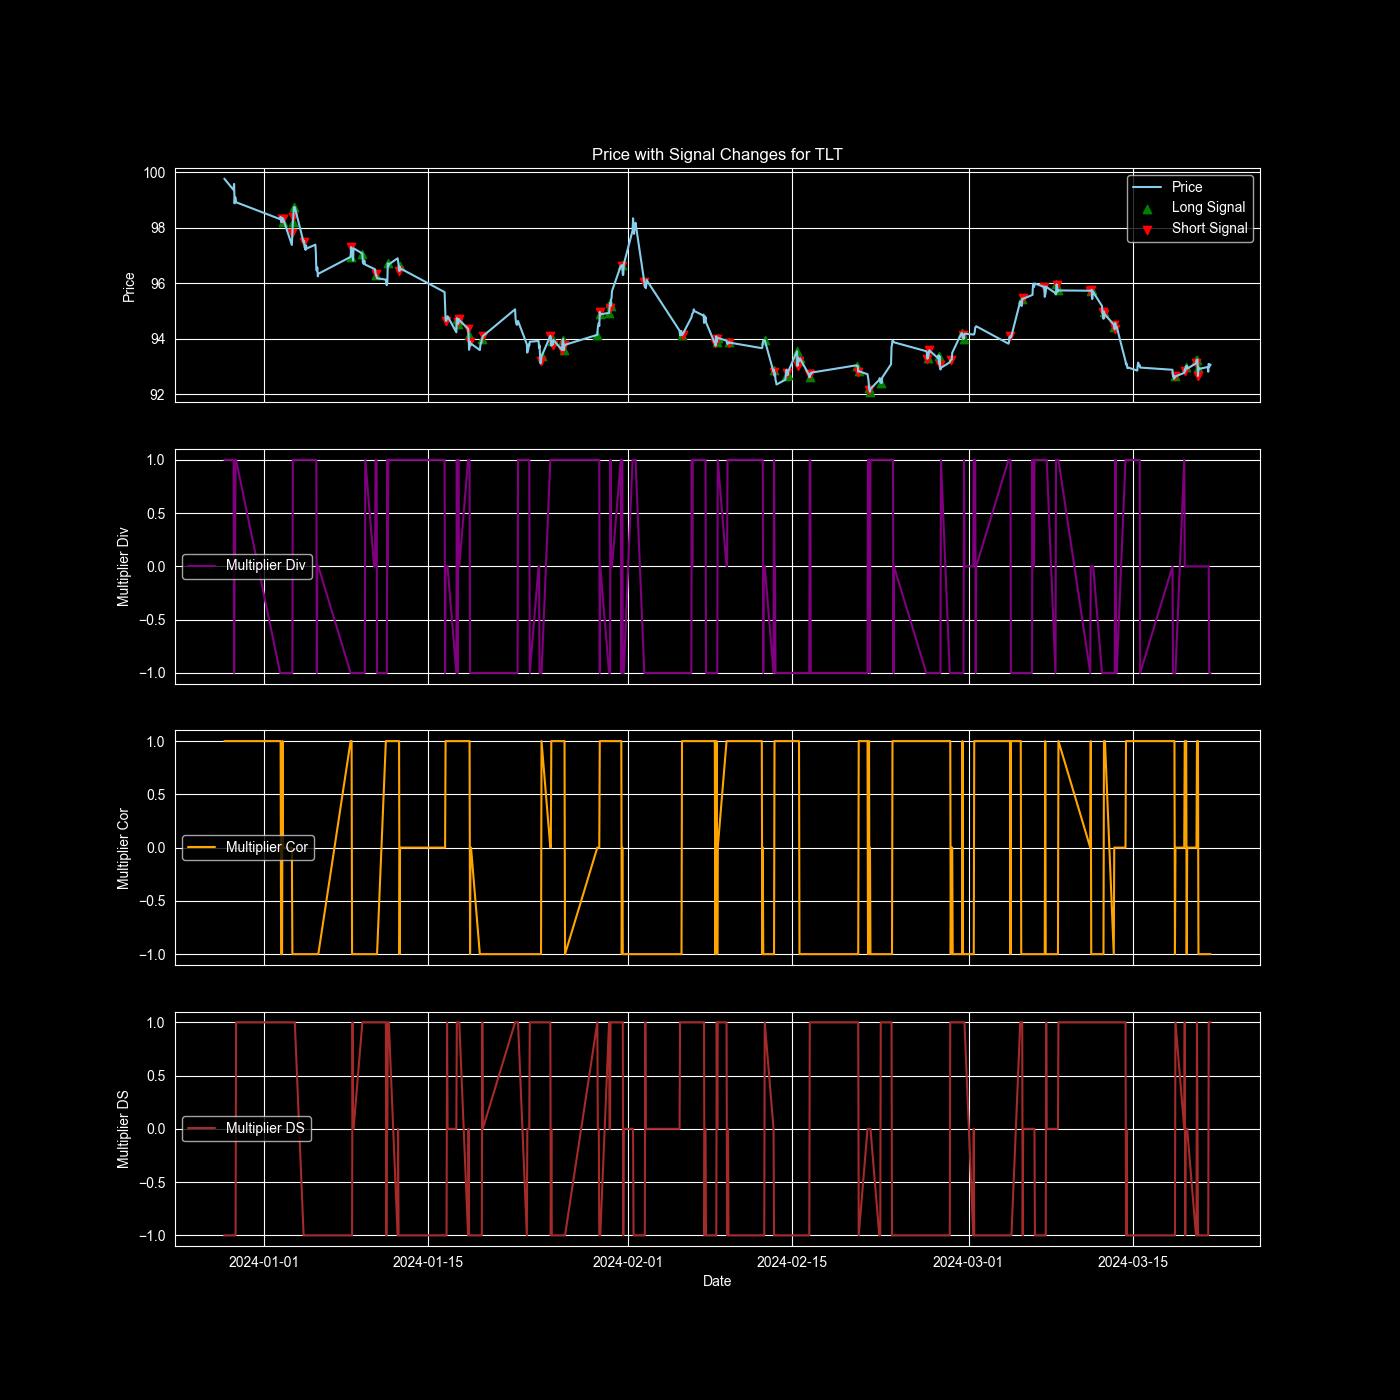 Price with Signal Changes for TLT
100
98
96
94
92
Price
Price
Long Signal
Short Signal
1.0
0.5
0.0
−0.5
−1.0
Multiplier Div
Multiplier Div
1.0
0.5
0.0
−0.5
−1.0
Multiplier Cor
Multiplier Cor
1.0
0.5
0.0
−0.5
−1.0
Multiplier DS
Multiplier DS
2024-01-01
2024-01-15
2024-02-01
2024-02-15
2024-03-01
2024-03-15
Date